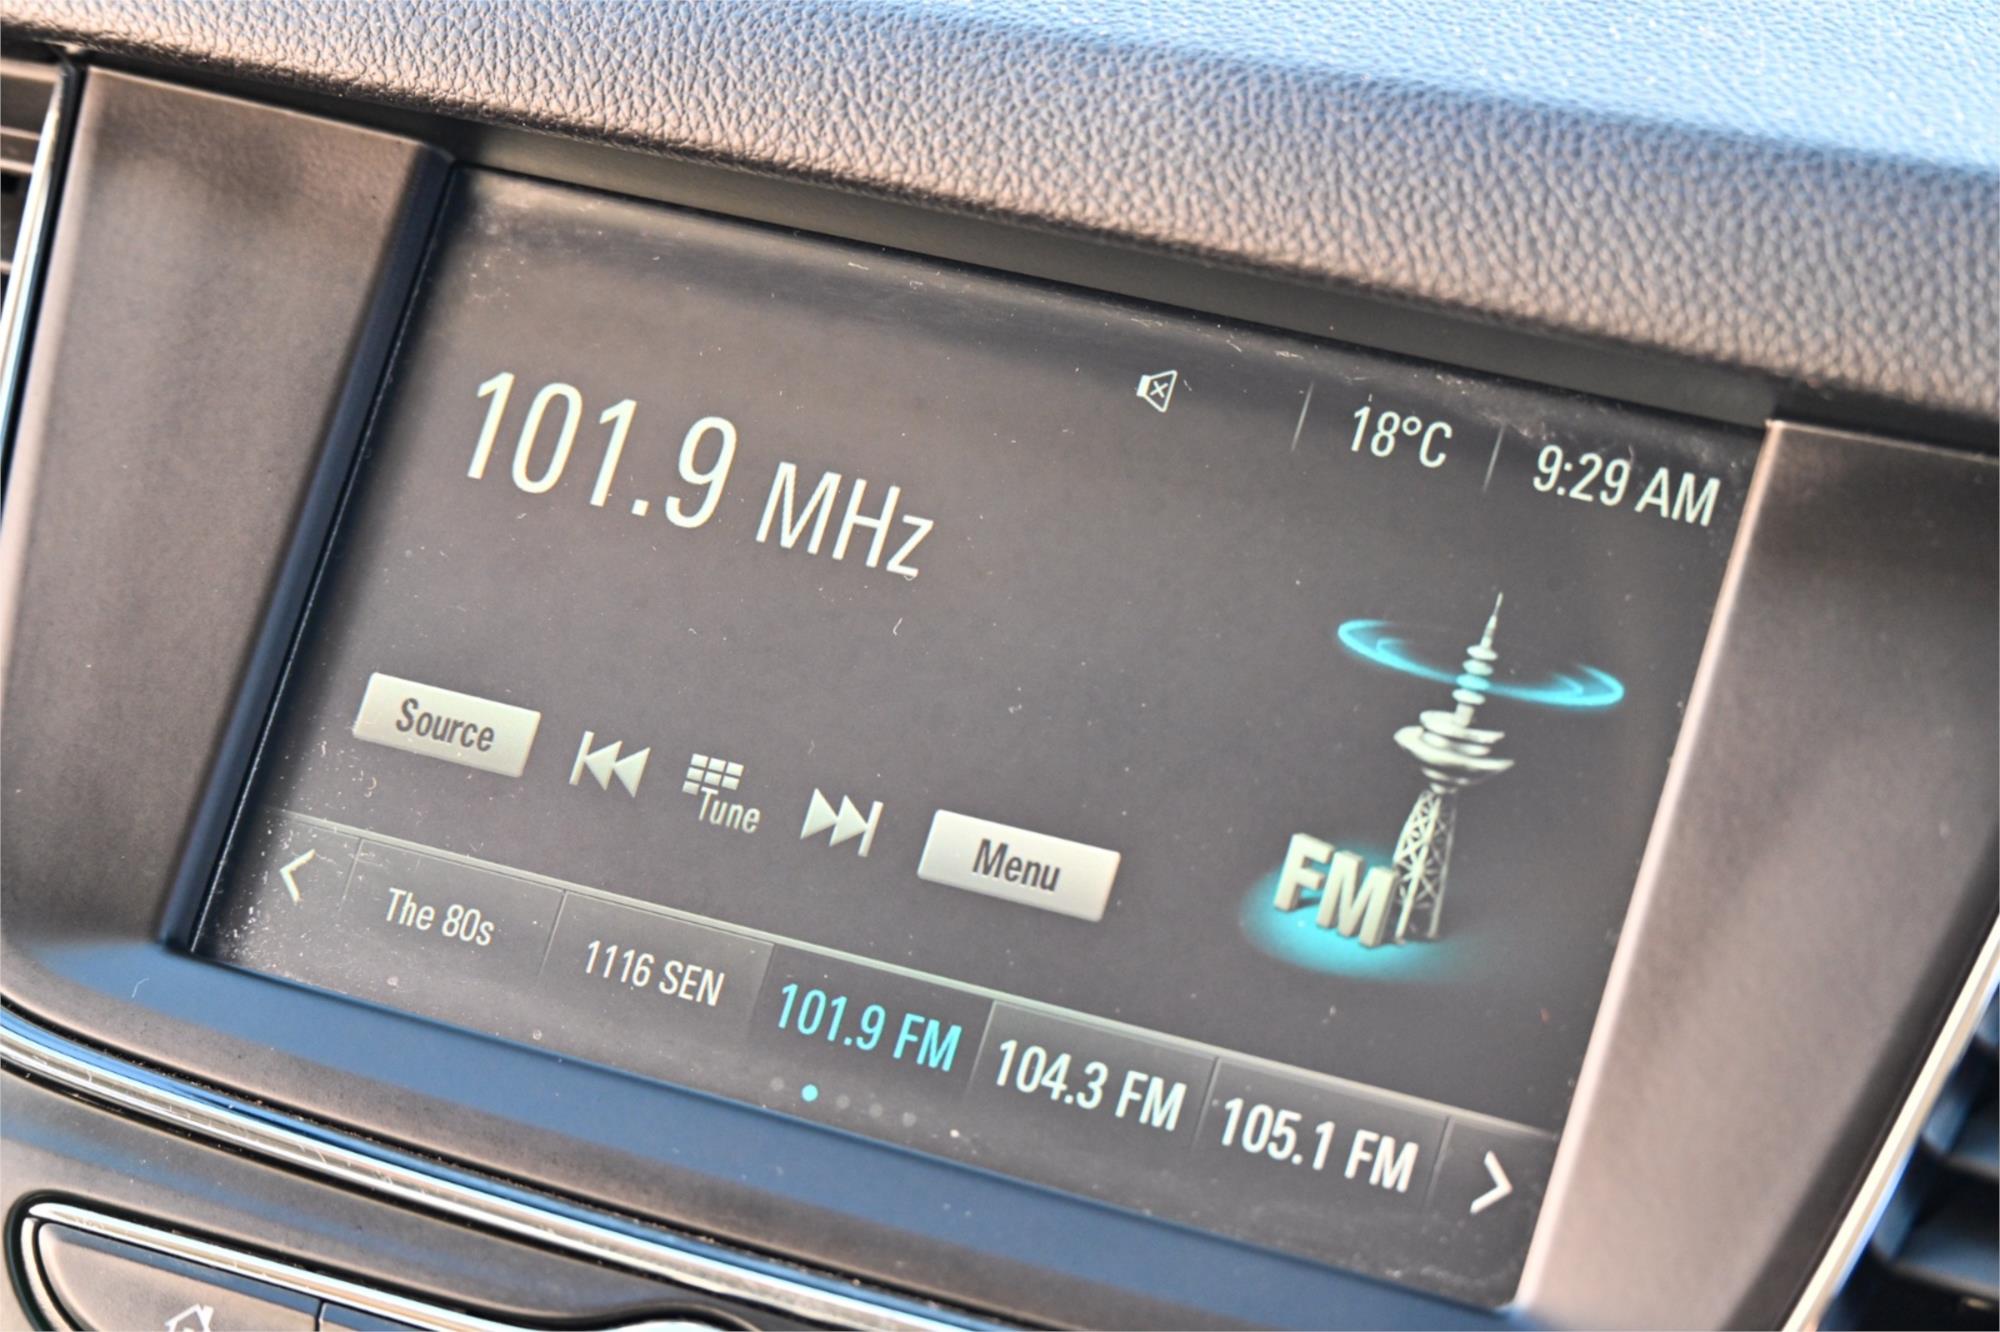 18°C
9:29 AM
101.9 MHz
Source
Tune
Menu
FM
The 80s
1116 SEN
101.9 FM
104.3 FM
105.1 FM